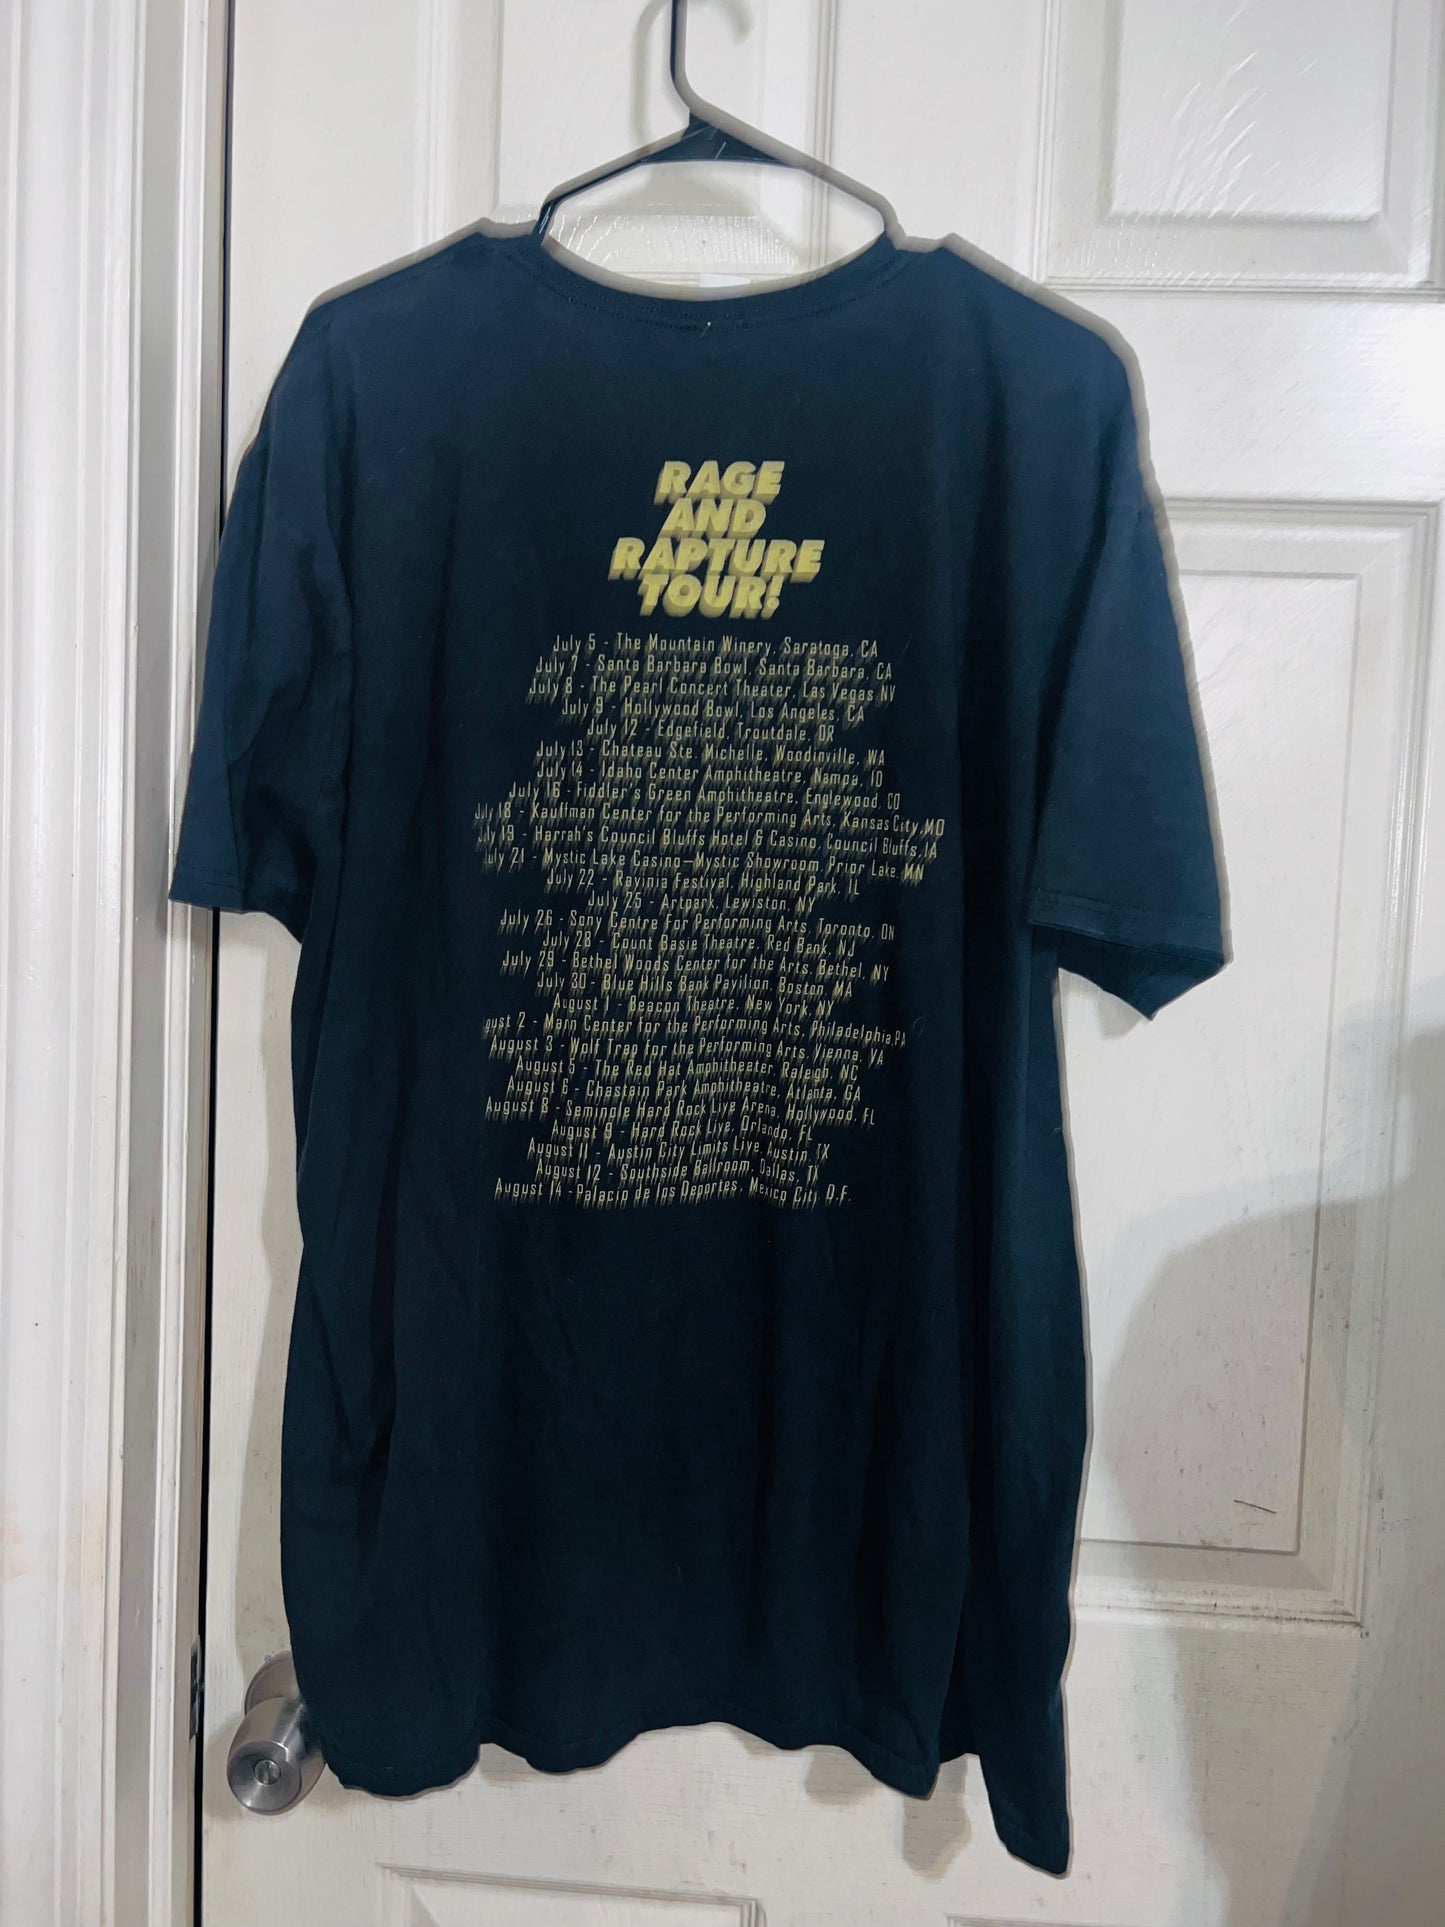 RAGE
AND
RAPTURE
TOUR!
July 5 - The Mountain Winery, Saratoga, CA
July 7 - Santa Barbara Bowl, Santa Barbara, CA
July 8 - The Pearl Concert Theater, Las Vegas NV
July 9 - Hollywood Bowl, Los Angeles, CA
July 12 - Edgefield, Troutdale, OR
July 13 - Chateau Ste. Michelle, Woodinville, WA
July 14 - Idaho Center Amphitheatre, Nampa, ID
July 16 - Fiddler's Green Amphitheatre, Englewood, CO
July 18 - Kauffman Center for the Performing Arts, Kansas City, MO
July 19 - Harrah's Council Bluffs Hotel & Casino, Council Bluffs, IA
July 21 - Mystic Lake Casino—Mystic Showroom, Prior Lake, MN
July 22 - Ravinia Festival, Highland Park, IL
July 25 - Artpark, Lewiston, NY
July 26 - Sony Centre For Performing Arts, Toronto, ON
July 28 - Count Basie Theatre, Red Bank, NJ
July 29 - Bethel Woods Center for the Arts, Bethel, NY
July 30 - Blue Hills Bank Pavilion, Boston, MA
August 1 - Beacon Theatre, New York, NY
gust 2 - Mann Center for the Performing Arts, Philadelphia, PA
August 3 - Wolf Trap for the Performing Arts, Vienna, VA
August 5 - The Red Hat Amphitheater, Raleigh, NC
August 6 - Chastain Park Amphitheatre, Atlanta, GA
August 8 - Seminole Hard Rock Live Arena, Hollywood, FL
August 9 - Hard Rock Live, Orlando, FL
August 11 - Austin City Limits Live, Austin, TX
August 12 - Southside Ballroom, Dallas, TX
August 14 - Palacio de los Deportes, Mexico City, D.F.